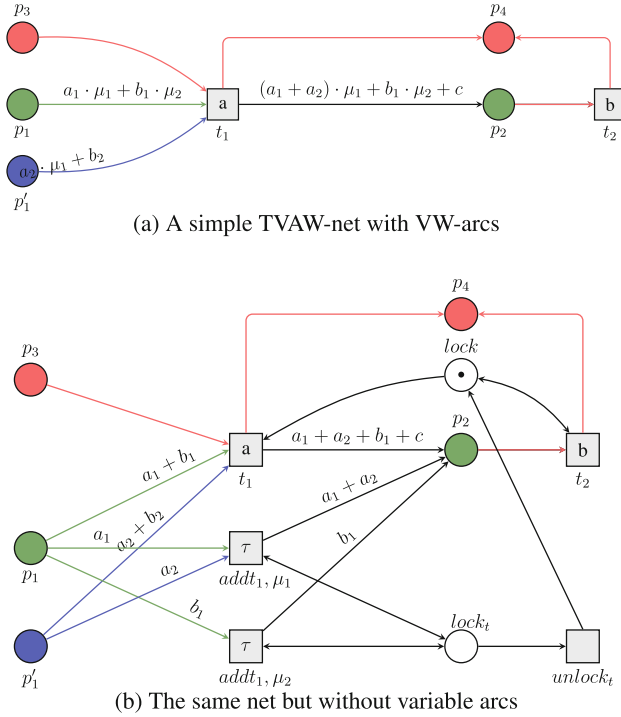 p₃
p₄
a₁ · μ₁ + b₁ · μ₂
a
(a₁ + a₂) · μ₁ + b₁ · μ₂ + c
b
p₁
t₁
p₂
t₂
a₂ · μ₁ + b₂
p′₁
(a) A simple TVAW-net with VW-arcs
p₄
p₃
lock
p₂
a
a₁ + a₂ + b₁ + c
b
t₁
t₂
a₁ + b₁
a₁ + a₂
a₂ + b₂
a₁
τ
b₁
p₁
a₂
addt₁, μ₁
b₁
lockₜ
τ
p′₁
addt₁, μ₂
unlockₜ
(b) The same net but without variable arcs